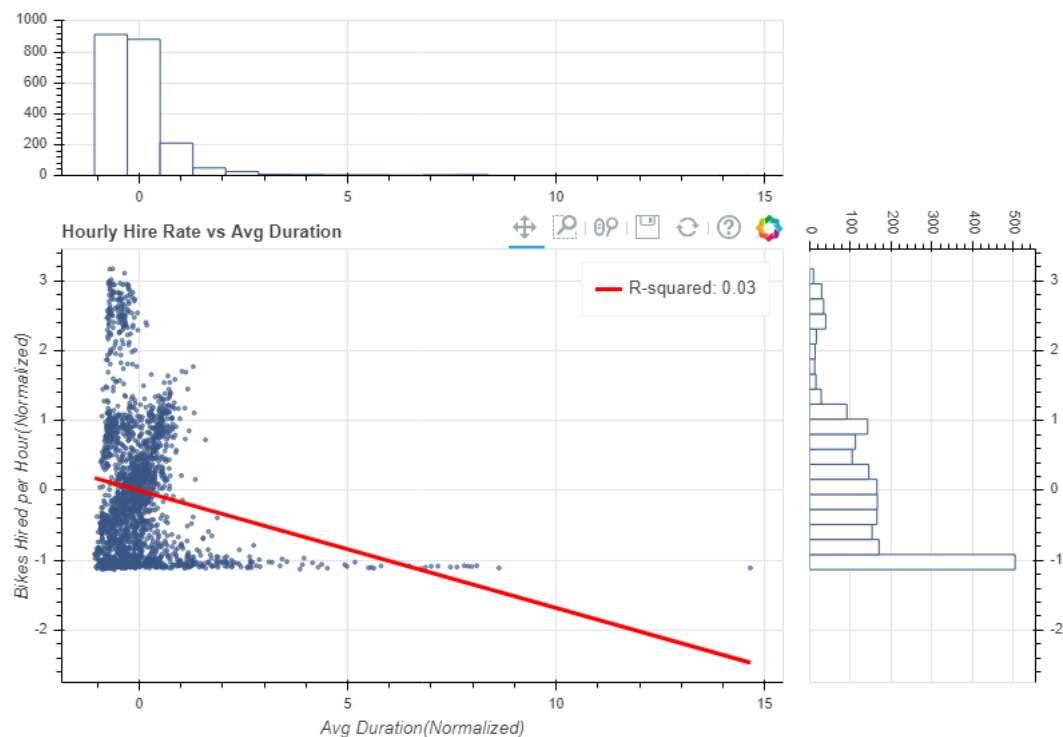 1000
800
600
400
200
0
0 5 10 15
Hourly Hire Rate vs Avg Duration
0 100 200 300 400 500
R-squared: 0.03
3
2
1
0
-1
-2
Bikes Hired per Hour(Normalized)
0 5 10 15
Avg Duration(Normalized)
3
2
1
0
-1
-2